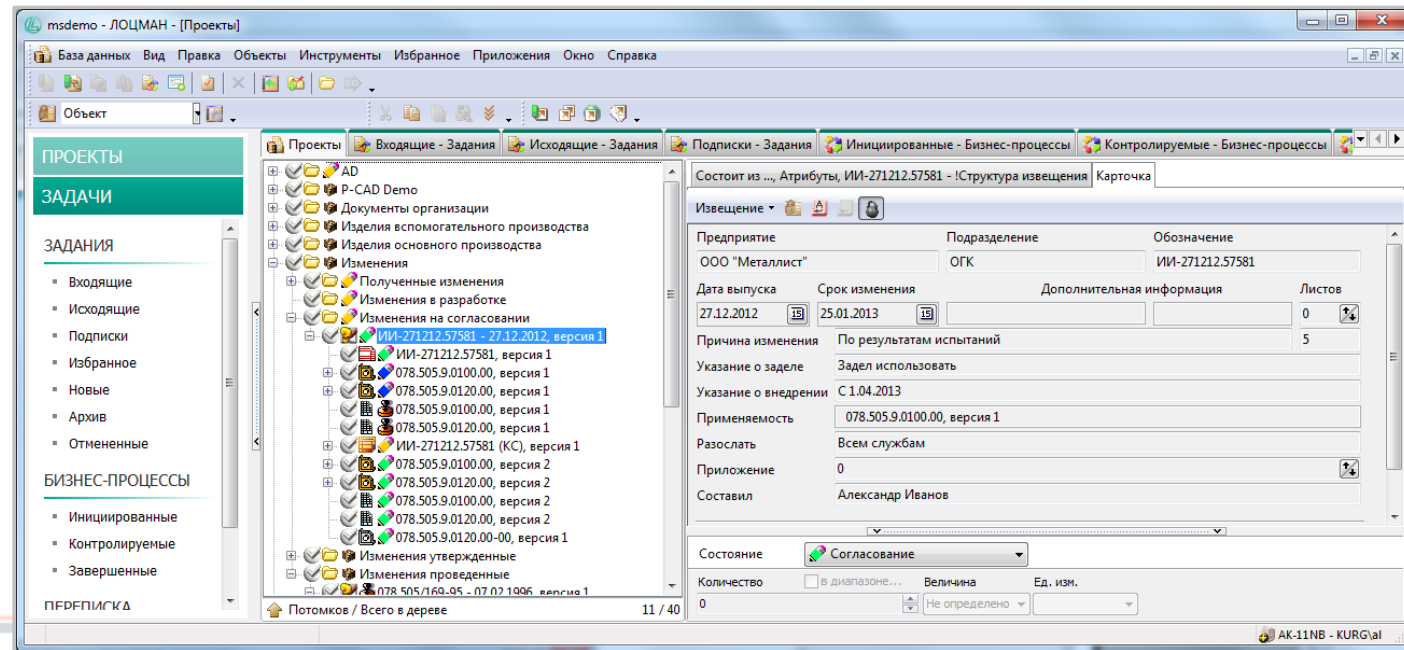 msdemo - ЛОЦМАН - [Проекты]
База данных Вид Правка Объекты Инструменты Избранное Приложения Окно Справка
Объект
ПРОЕКТЫ
ЗАДАЧИ
ЗАДАНИЯ
Входящие
Исходящие
Подписки
Избранное
Новые
Архив
Отмененные
БИЗНЕС-ПРОЦЕССЫ
Инициированные
Контролируемые
Завершенные
ПЕРЕПИСКА
Проекты Входящие - Задания Исходящие - Задания Подписки - Задания Инициированные - Бизнес-процессы Контролируемые - Бизнес-процессы
AD
P-CAD Demo
Документы организации
Изделия вспомогательного производства
Изделия основного производства
Изменения
Полученные изменения
Изменения в разработке
Изменения на согласовании
ИИ-271212.57581 - 27.12.2012, версия 1
ИИ-271212.57581, версия 1
078.505.9.0100.00, версия 1
078.505.9.0120.00, версия 1
078.505.9.0100.00, версия 1
078.505.9.0120.00, версия 1
ИИ-271212.57581 (КС), версия 1
078.505.9.0100.00, версия 2
078.505.9.0120.00, версия 2
078.505.9.0100.00, версия 2
078.505.9.0120.00, версия 2
078.505.9.0120.00-00, версия 1
Изменения утвержденные
Изменения проведенные
078.505/169-95 - 07.02.1996, версия 1
Потомков / Всего в дереве 11 / 40
Состоит из ..., Атрибуты, ИИ-271212.57581 - !Структура извещения Карточка
Извещение
Предприятие Подразделение Обозначение
ООО "Металлист" ОГК ИИ-271212.57581
Дата выпуска Срок изменения Дополнительная информация Листов
27.12.2012 15 25.01.2013 15 0
Причина изменения По результатам испытаний 5
Указание о заделе Задел использовать
Указание о внедрении С 1.04.2013
Применяемость 078.505.9.0100.00, версия 1
Разослать Всем службам
Приложение 0
Составил Александр Иванов
Состояние Согласование
Количество в диапазоне... Величина Ед. изм.
0 Не определено
AK-11NB - KURG\al